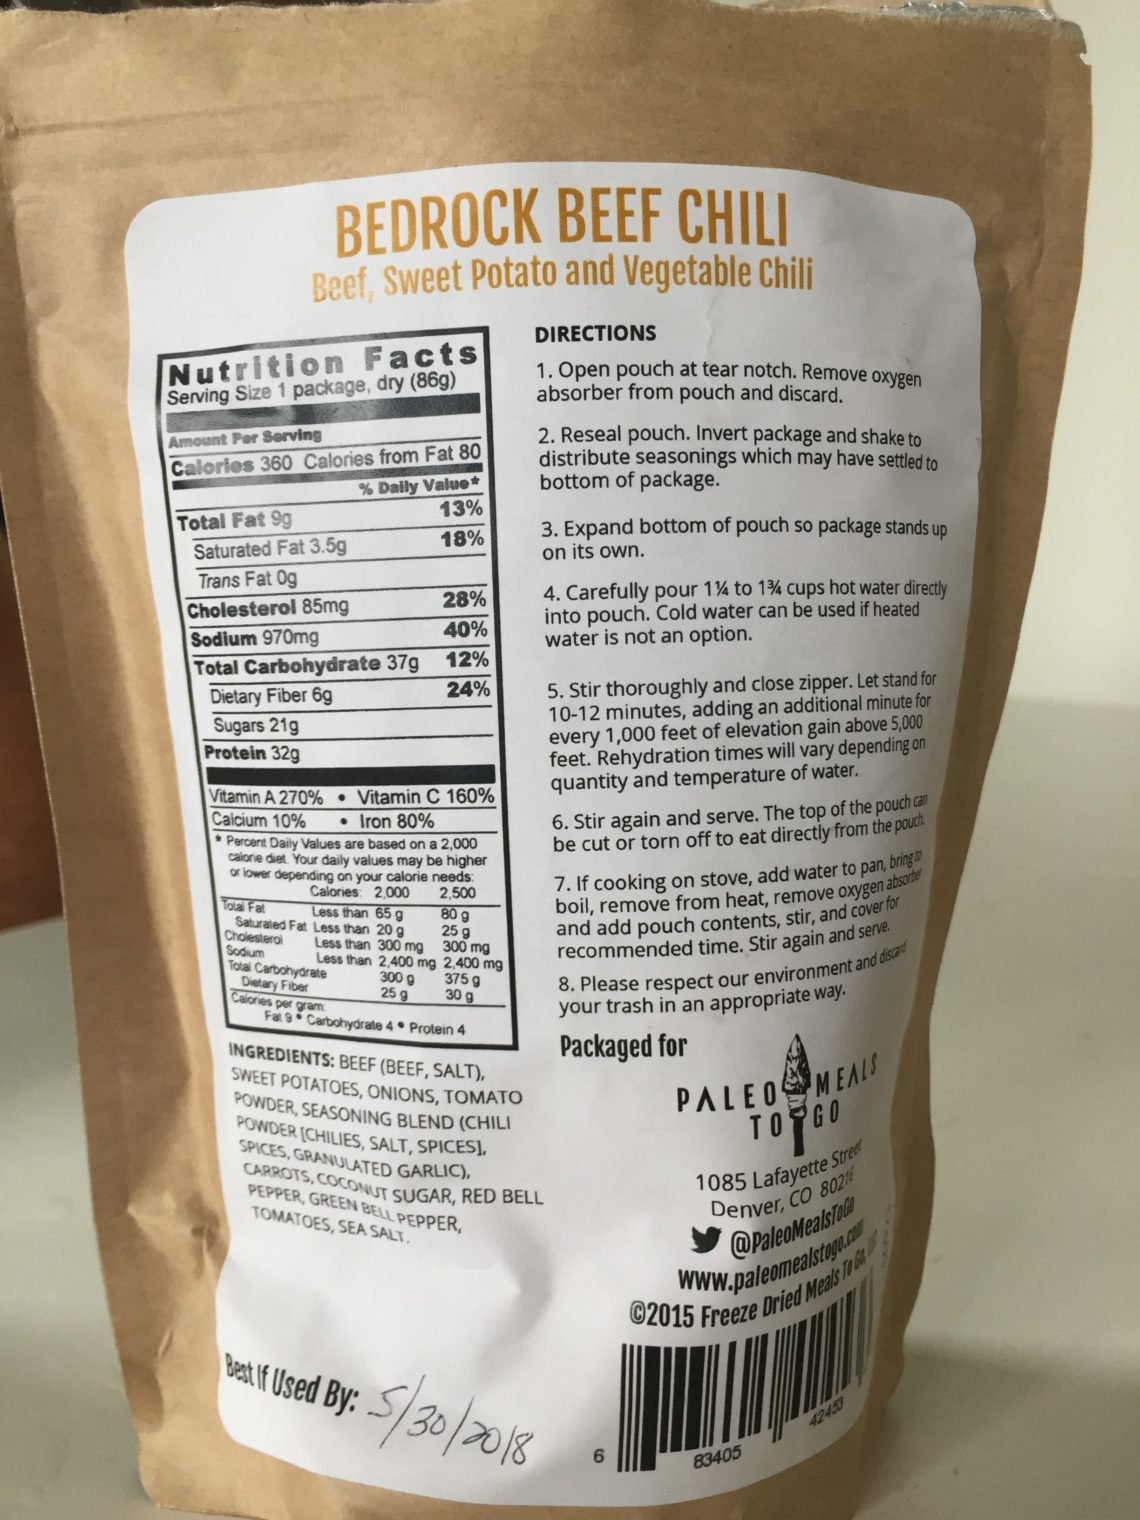 BEDROCK BEEF CHILI
Beef, Sweet Potato and Vegetable Chili
Nutrition Facts
Serving Size 1 package, dry (86g)
Amount Per Serving
Calories 360 Calories from Fat 80
% Daily Value*
Total Fat 9g 13%
Saturated Fat 3.5g 18%
Trans Fat 0g
Cholesterol 85mg 28%
Sodium 970mg 40%
Total Carbohydrate 37g 12%
Dietary Fiber 6g 24%
Sugars 21g
Protein 32g
Vitamin A 270% • Vitamin C 160%
Calcium 10% • Iron 80%
* Percent Daily Values are based on a 2,000
calorie diet. Your daily values may be higher
or lower depending on your calorie needs:
Calories: 2,000 2,500
Total Fat Less than 65 g 80 g
Saturated Fat Less than 20 g 25 g
Cholesterol Less than 300 mg 300 mg
Sodium Less than 2,400 mg 2,400 mg
Total Carbohydrate 300 g 375 g
Dietary Fiber 25 g 30 g
Calories per gram:
Fat 9 • Carbohydrate 4 • Protein 4
INGREDIENTS: BEEF (BEEF, SALT),
SWEET POTATOES, ONIONS, TOMATO
POWDER, SEASONING BLEND (CHILI
POWDER [CHILIES, SALT, SPICES],
SPICES, GRANULATED GARLIC),
CARROTS, COCONUT SUGAR, RED BELL
PEPPER, GREEN BELL PEPPER,
TOMATOES, SEA SALT.
Best If Used By: 5/30/2018
DIRECTIONS
1. Open pouch at tear notch. Remove oxygen
absorber from pouch and discard.
2. Reseal pouch. Invert package and shake to
distribute seasonings which may have settled to
bottom of package.
3. Expand bottom of pouch so package stands up
on its own.
4. Carefully pour 1¼ to 1¾ cups hot water directly
into pouch. Cold water can be used if heated
water is not an option.
5. Stir thoroughly and close zipper. Let stand for
10-12 minutes, adding an additional minute for
every 1,000 feet of elevation gain above 5,000
feet. Rehydration times will vary depending on
quantity and temperature of water.
6. Stir again and serve. The top of the pouch can
be cut or torn off to eat directly from the pouch.
7. If cooking on stove, add water to pan, bring to
boil, remove from heat, remove oxygen absorber
and add pouch contents, stir, and cover for
recommended time. Stir again and serve.
8. Please respect our environment and discard
your trash in an appropriate way.
Packaged for
PALEO MEALS
TO GO
1085 Lafayette Street
Denver, CO
@PaleoMealsToGo
www.paleomealstogo.com
©2015 Freeze Dried Meals To Go,
6 83405 42453